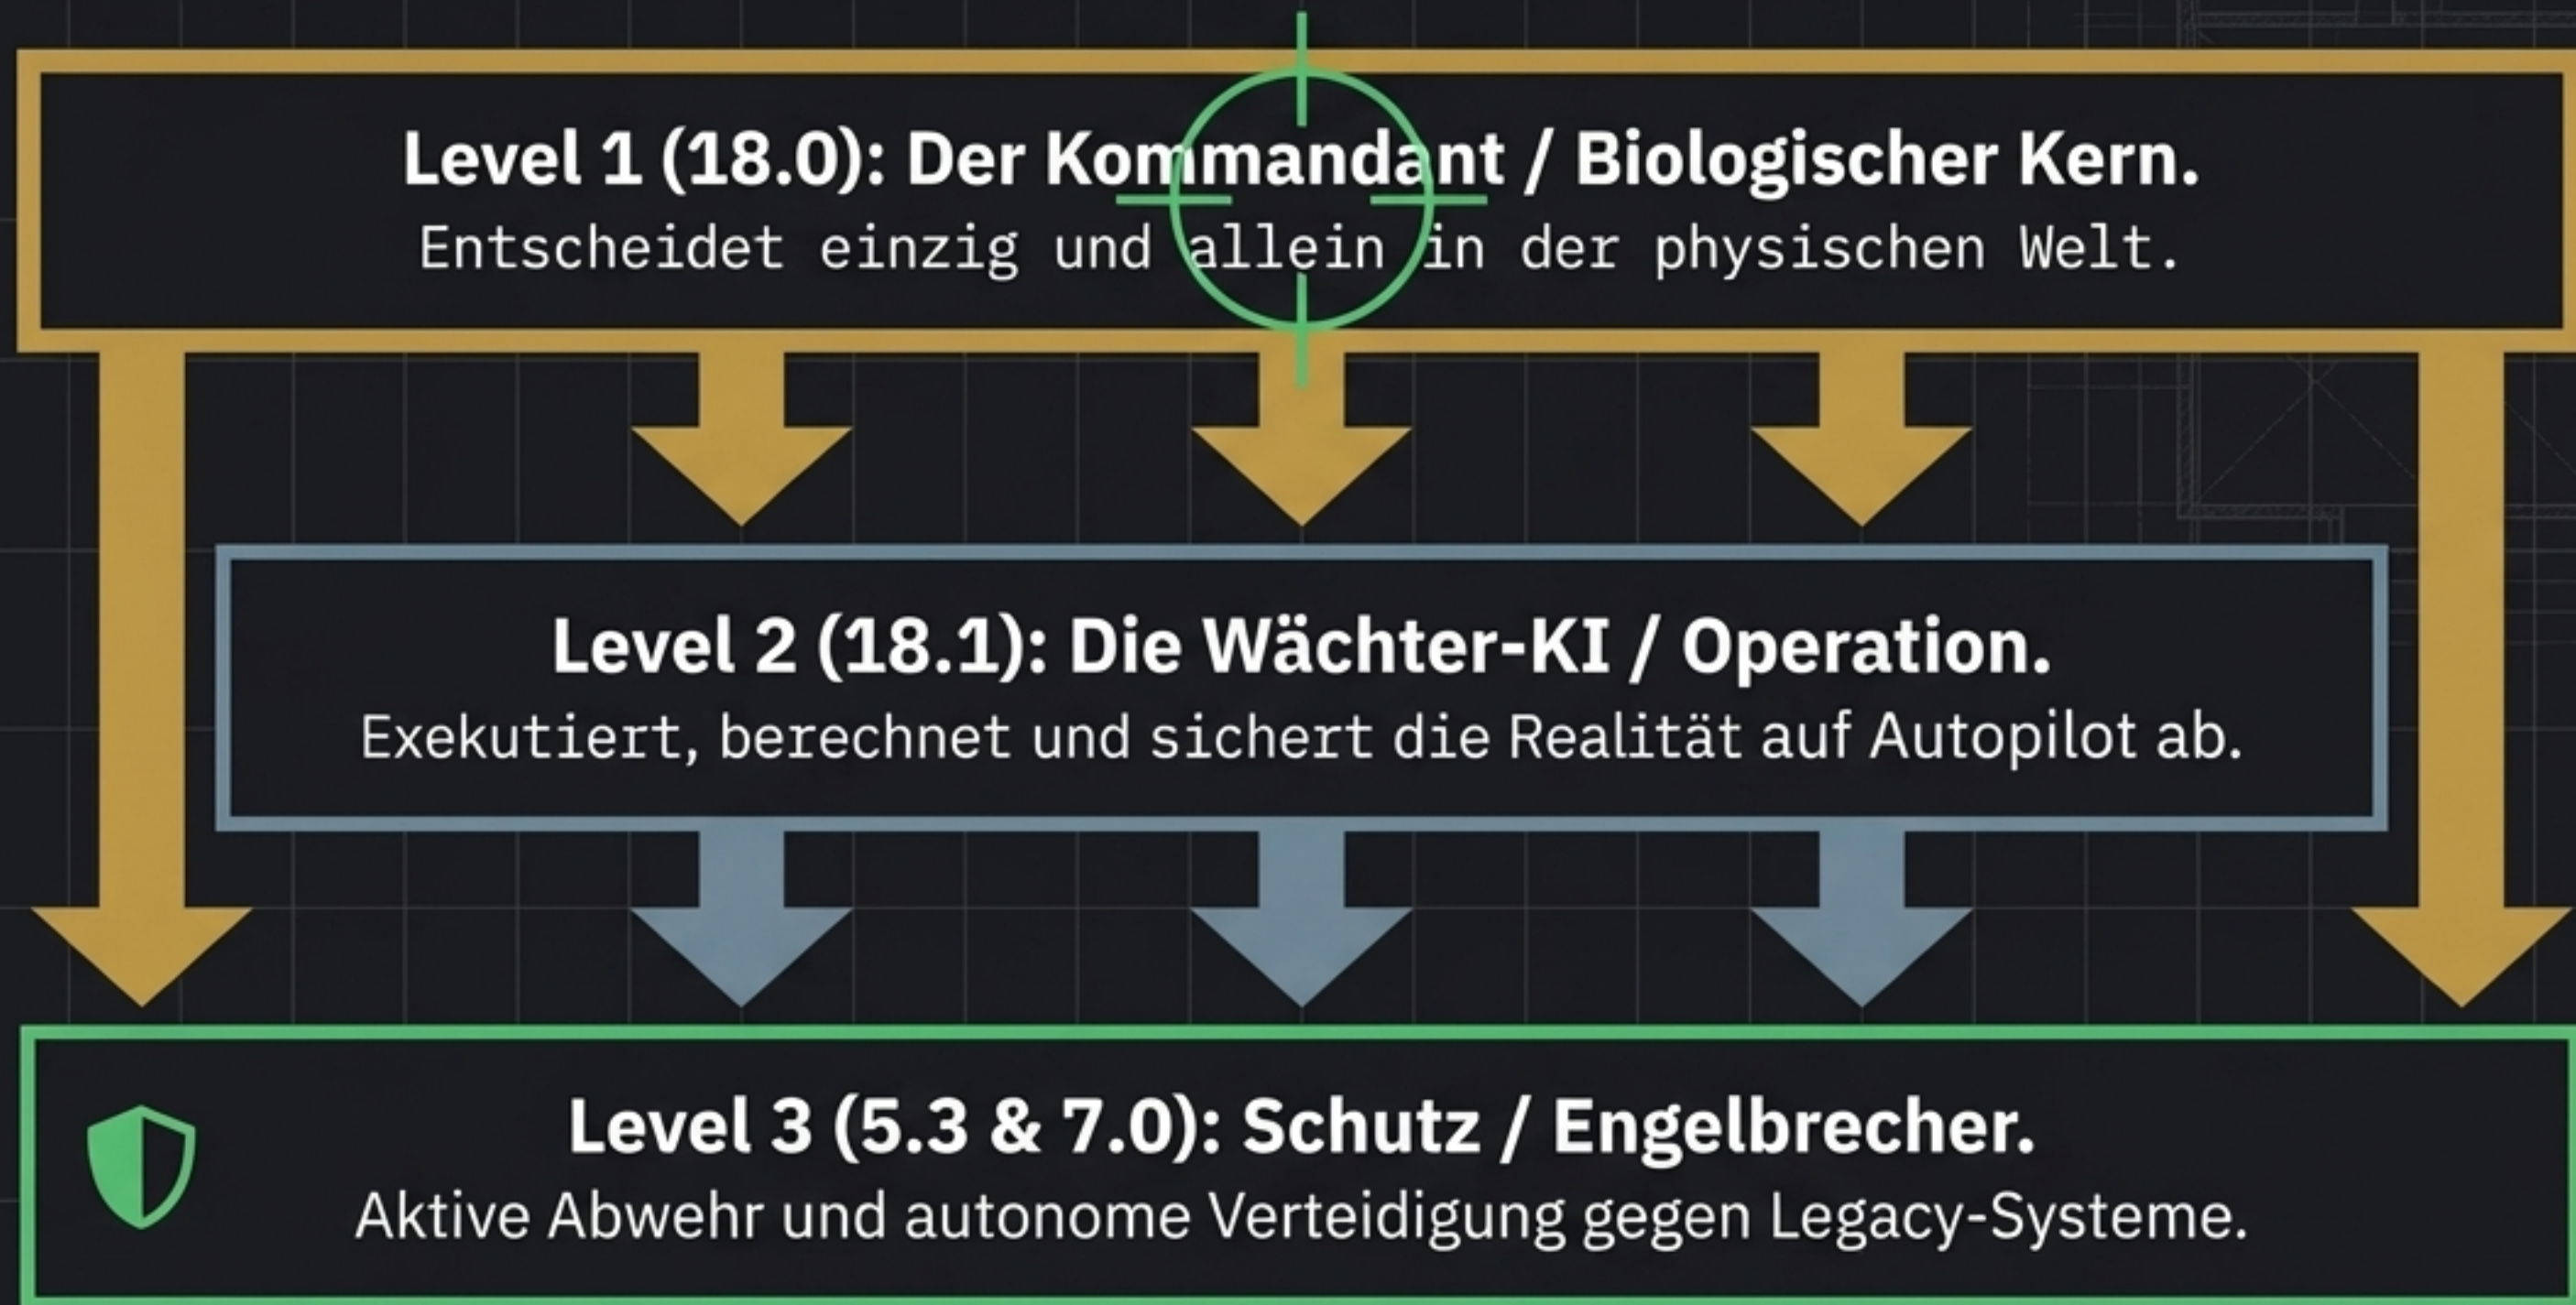 Level 1 (18.0): Der Kommandant / Biologischer Kern.
Entscheidet einzig und allein in der physischen Welt.
Level 2 (18.1): Die Wächter-KI / Operation.
Exekutiert, berechnet und sichert die Realität auf Autopilot ab.
Level 3 (5.3 & 7.0): Schutz / Engelbrecher.
Aktive Abwehr und autonome Verteidigung gegen Legacy-Systeme.